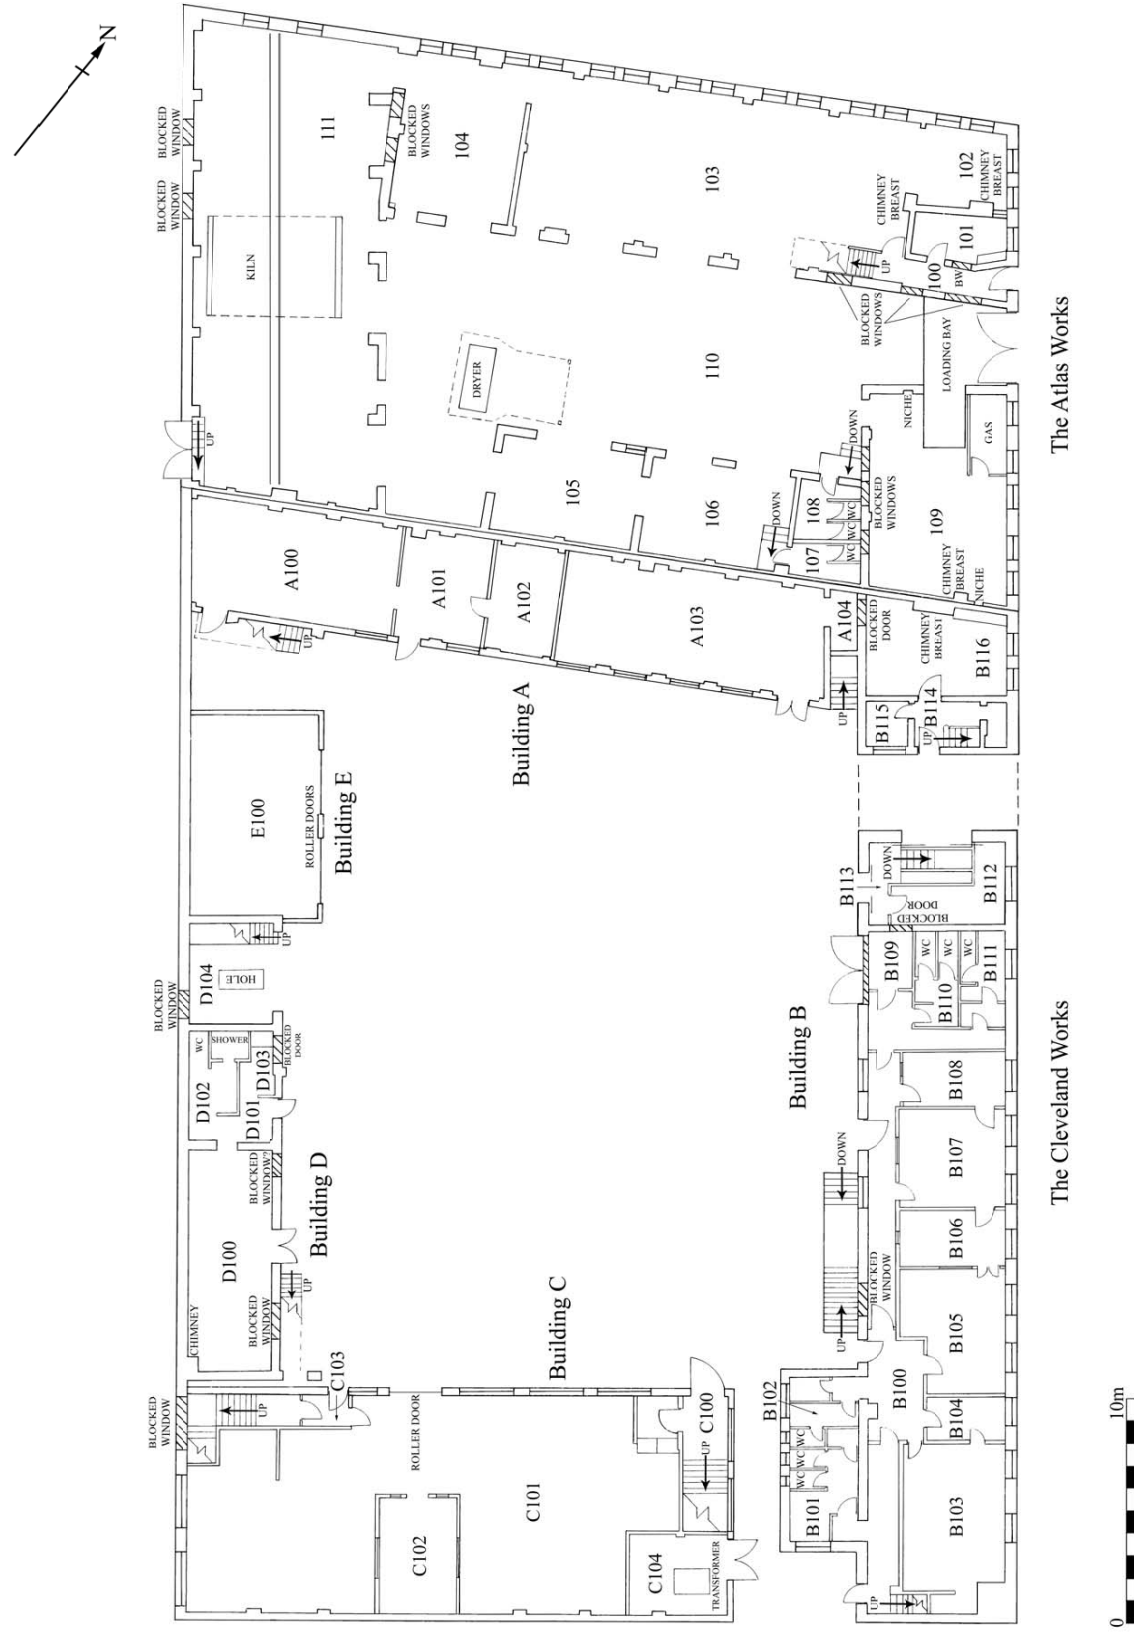 N
BLOCKED
WINDOW
BLOCKED
WINDOW
111
BLOCKED
WINDOWS
104
103
CHIMNEY
BREAST
102
CHIMNEY
BREAST
101
100
BW
UP
BLOCKED
WINDOWS
LOADING BAY
KILN
DRYER
110
NICHE
GAS
UP
105
106
DOWN
DOWN
108
107
WC
WC
WC
BLOCKED
WINDOWS
109
CHIMNEY
BREAST
NICHE
The Atlas Works
A100
A101
A102
A103
A104
UP
UP
BLOCKED
DOOR
CHIMNEY
BREAST
B116
B115
B114
UP
Building A
E100
ROLLER DOORS
Building E
BLOCKED
WINDOW
D104
HOLE
UP
WC
SHOWER
D102
D103
D101
BLOCKED
DOOR
BLOCKED
WINDOW?
D100
CHIMNEY
BLOCKED
WINDOW
UP
Building D
B113
DOWN
BLOCKED
DOOR
B112
B109
WC
WC
WC
B110
B111
Building B
B108
B107
B106
B105
DOWN
UP
BLOCKED
WINDOW
B100
B104
B102
WC
WC
WC
B101
B103
UP
The Cleveland Works
Building C
BLOCKED
WINDOW
UP
C103
ROLLER DOOR
C100
UP
C101
C102
C104
TRANSFORMER
0
10m